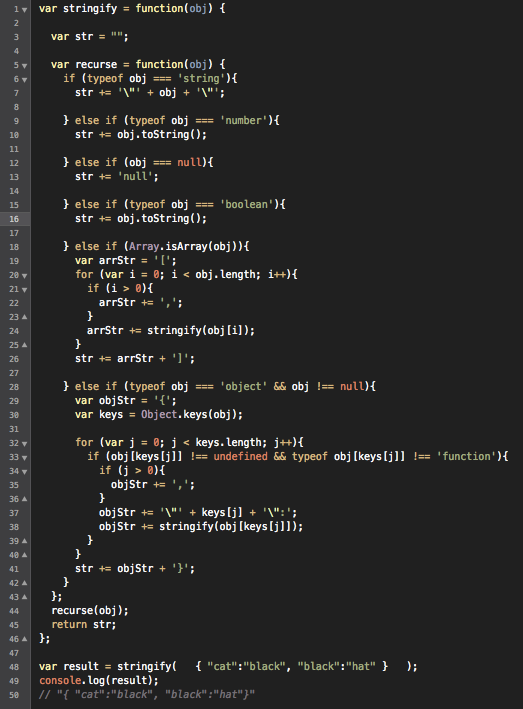 1 var stringify = function(obj) {
2
3 var str = "";
4
5 var recurse = function(obj) {
6 if (typeof obj === 'string'){
7 str += '\"' + obj + '\"';
8
9 } else if (typeof obj === 'number'){
10 str += obj.toString();
11
12 } else if (obj === null){
13 str += 'null';
14
15 } else if (typeof obj === 'boolean'){
16 str += obj.toString();
17
18 } else if (Array.isArray(obj)){
19 var arrStr = '[';
20 for (var i = 0; i < obj.length; i++){
21 if (i > 0){
22 arrStr += ',';
23 }
24 arrStr += stringify(obj[i]);
25 }
26 str += arrStr + ']';
27
28 } else if (typeof obj === 'object' && obj !== null){
29 var objStr = '{';
30 var keys = Object.keys(obj);
31
32 for (var j = 0; j < keys.length; j++){
33 if (obj[keys[j]] !== undefined && typeof obj[keys[j]] !== 'function'){
34 if (j > 0){
35 objStr += ',';
36 }
37 objStr += '\"' + keys[j] + '\":';
38 objStr += stringify(obj[keys[j]]);
39 }
40 }
41 str += objStr + '}';
42 }
43 };
44 recurse(obj);
45 return str;
46 };
47
48 var result = stringify( { "cat":"black", "black":"hat" } );
49 console.log(result);
50 // "{ "cat":"black", "black":"hat"}"